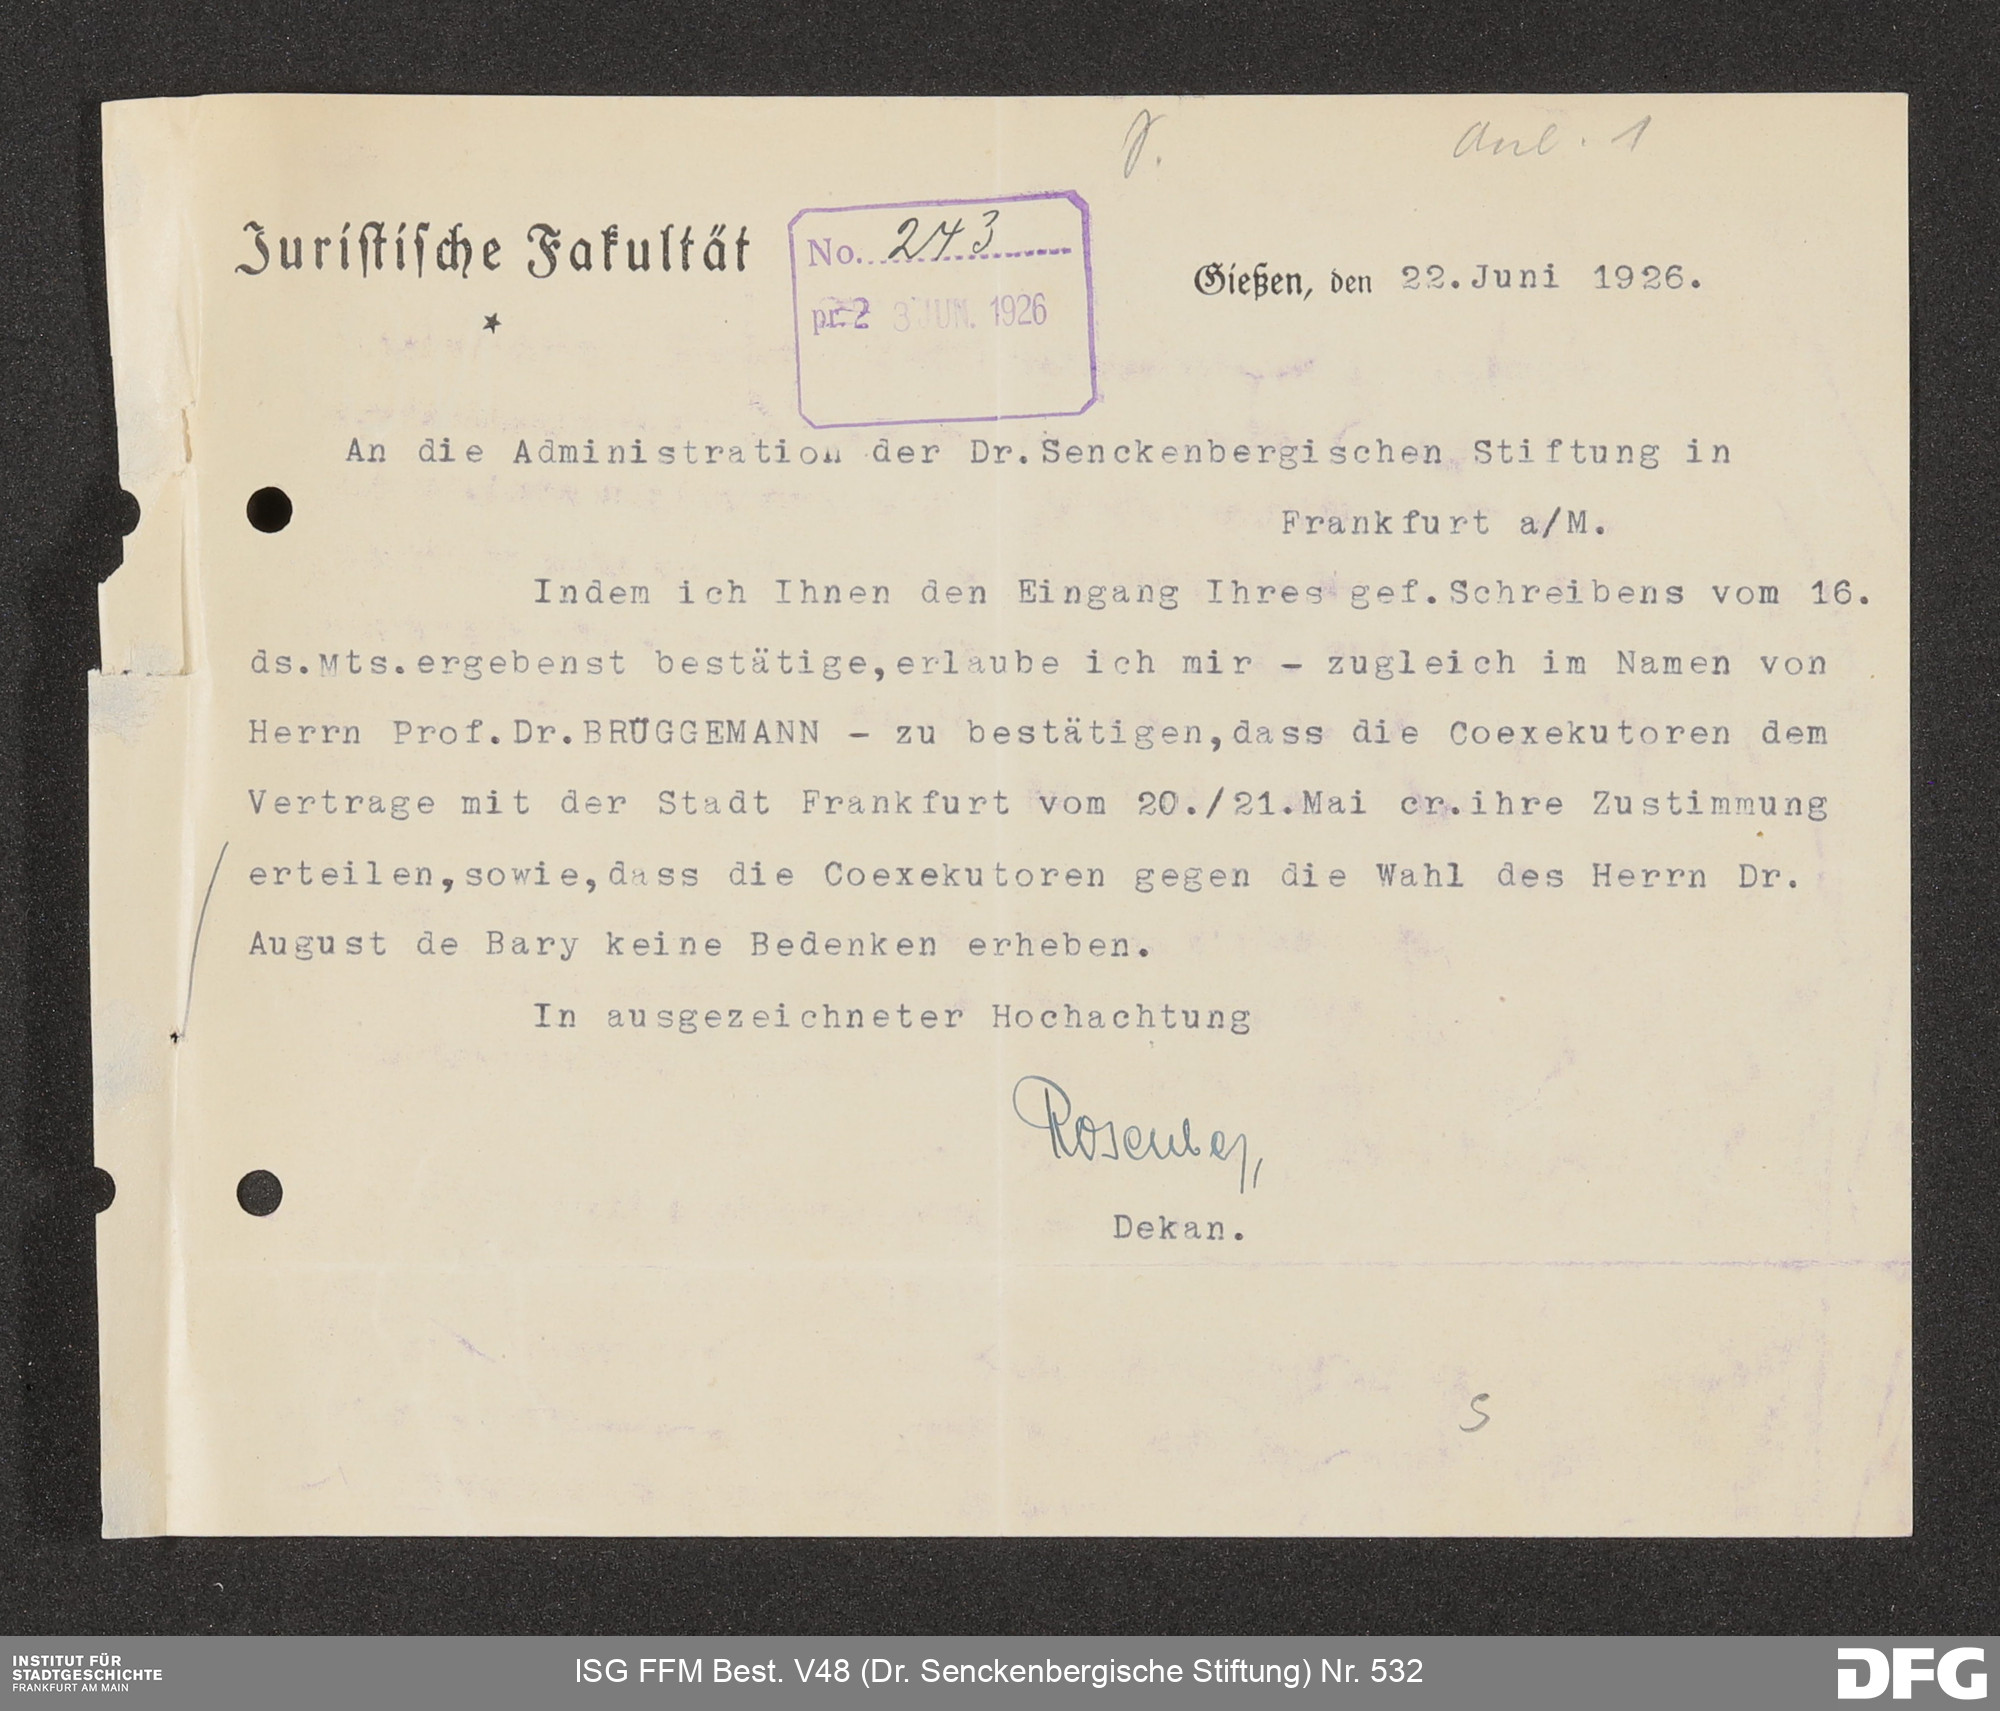 Anl. 1
Juristische Fakultät
No. 243
pr. 23 JUN. 1926
Gießen, den 22.Juni 1926.
An die Administration der Dr.Senckenbergischen Stiftung in
Frankfurt a/M.
Indem ich Ihnen den Eingang Ihres gef.Schreibens vom 16.
ds.Mts.ergebenst bestätige,erlaube ich mir - zugleich im Namen von
Herrn Prof.Dr.BRÜGGEMANN - zu bestätigen,dass die Coexekutoren dem
Vertrage mit der Stadt Frankfurt vom 20./21.Mai cr.ihre Zustimmung
erteilen,sowie,dass die Coexekutoren gegen die Wahl des Herrn Dr.
August de Bary keine Bedenken erheben.
In ausgezeichneter Hochachtung
Rosenberg,
Dekan.
INSTITUT FÜR
STADTGESCHICHTE
FRANKFURT AM MAIN
ISG FFM Best. V48 (Dr. Senckenbergische Stiftung) Nr. 532
DFG